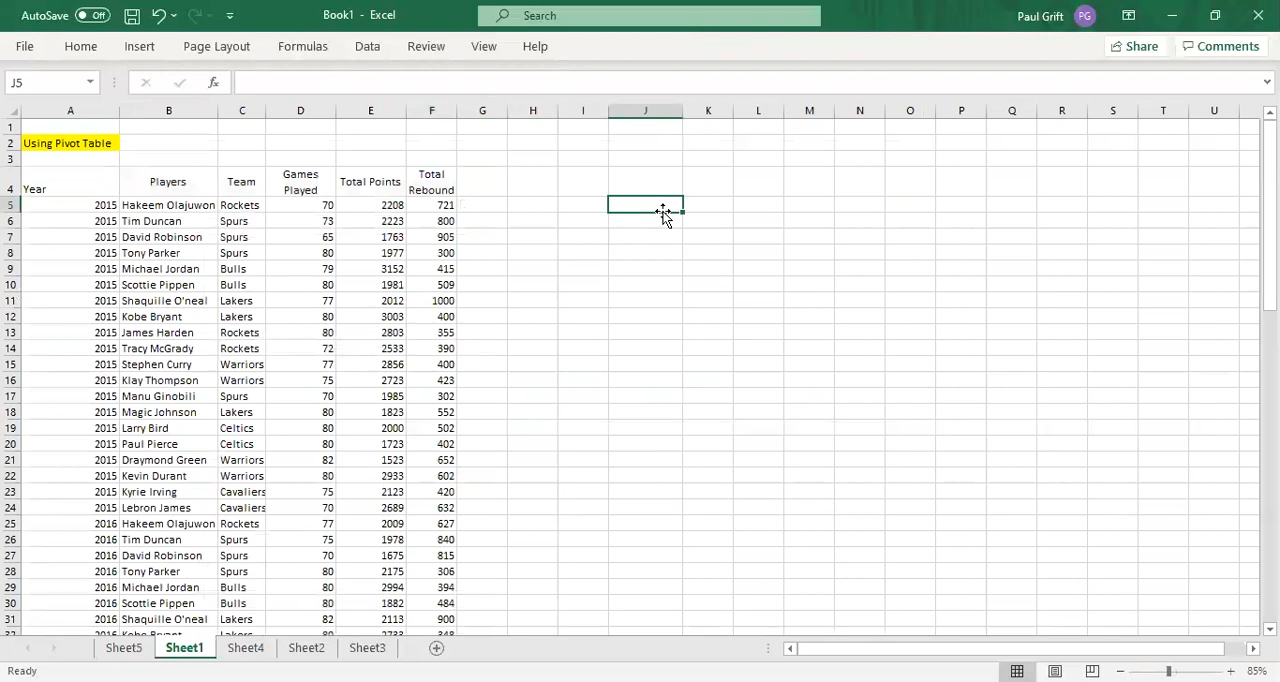 AutoSave Off Book1 - Excel Search Paul Grift PG
File Home Insert Page Layout Formulas Data Review View Help Share Comments
J5 fx
A B C D E F G H I J K L M N O P Q R S T U
1
2 Using Pivot Table
3
4 Year Players Team Games Played Total Points Total Rebound
5 2015 Hakeem Olajuwon Rockets 70 2208 721
6 2015 Tim Duncan Spurs 73 2223 800
7 2015 David Robinson Spurs 65 1763 905
8 2015 Tony Parker Spurs 80 1977 300
9 2015 Michael Jordan Bulls 79 3152 415
10 2015 Scottie Pippen Bulls 80 1981 509
11 2015 Shaquille O'neal Lakers 77 2012 1000
12 2015 Kobe Bryant Lakers 80 3003 400
13 2015 James Harden Rockets 80 2803 355
14 2015 Tracy McGrady Rockets 72 2533 390
15 2015 Stephen Curry Warriors 77 2856 400
16 2015 Klay Thompson Warriors 75 2723 423
17 2015 Manu Ginobili Spurs 70 1985 302
18 2015 Magic Johnson Lakers 80 1823 552
19 2015 Larry Bird Celtics 80 2000 502
20 2015 Paul Pierce Celtics 80 1723 402
21 2015 Draymond Green Warriors 82 1523 652
22 2015 Kevin Durant Warriors 80 2933 602
23 2015 Kyrie Irving Cavaliers 75 2123 420
24 2015 Lebron James Cavaliers 70 2689 632
25 2016 Hakeem Olajuwon Rockets 77 2009 627
26 2016 Tim Duncan Spurs 75 1978 840
27 2016 David Robinson Spurs 70 1675 815
28 2016 Tony Parker Spurs 80 2175 306
29 2016 Michael Jordan Bulls 80 2994 394
30 2016 Scottie Pippen Bulls 80 1882 484
31 2016 Shaquille O'neal Lakers 82 2113 900
32 2016 Kobe Bryant Lakers 80 2733 348
Sheet5 Sheet1 Sheet4 Sheet2 Sheet3
Ready 85%